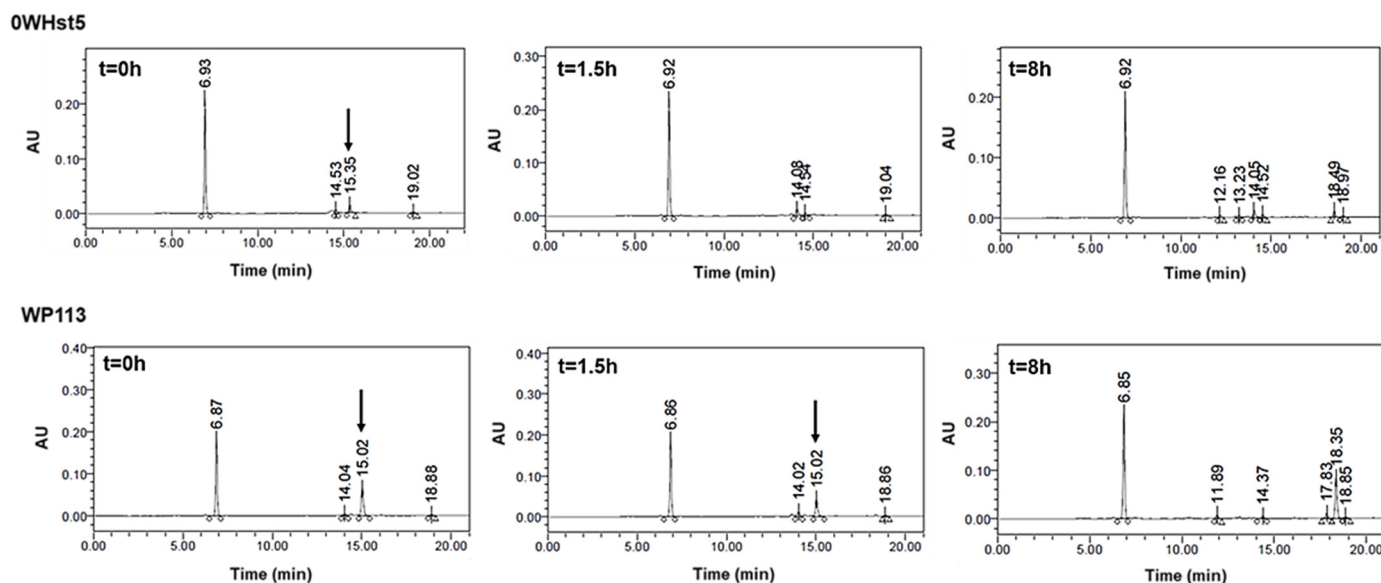 0WHst5
t=0h
6.93
14.53
15.35
19.02
0.20
0.10
0.00
AU
0.00 5.00 10.00 15.00 20.00
Time (min)
t=1.5h
6.92
14.08
14.54
19.04
0.30
0.20
0.10
0.00
AU
0.00 5.00 10.00 15.00 20.00
Time (min)
t=8h
6.92
12.16
13.23
14.05
14.52
18.49
18.97
0.20
0.10
0.00
AU
0.00 5.00 10.00 15.00 20.00
Time (min)
WP113
t=0h
6.87
14.04
15.02
18.88
0.40
0.30
0.20
0.10
0.00
AU
0.00 5.00 10.00 15.00 20.00
Time (min)
t=1.5h
6.86
14.02
15.02
18.86
0.40
0.30
0.20
0.10
0.00
AU
0.00 5.00 10.00 15.00 20.00
Time (min)
t=8h
6.85
11.89
14.37
17.83
18.35
18.85
0.30
0.20
0.10
0.00
AU
0.00 5.00 10.00 15.00 20.00
Time (min)